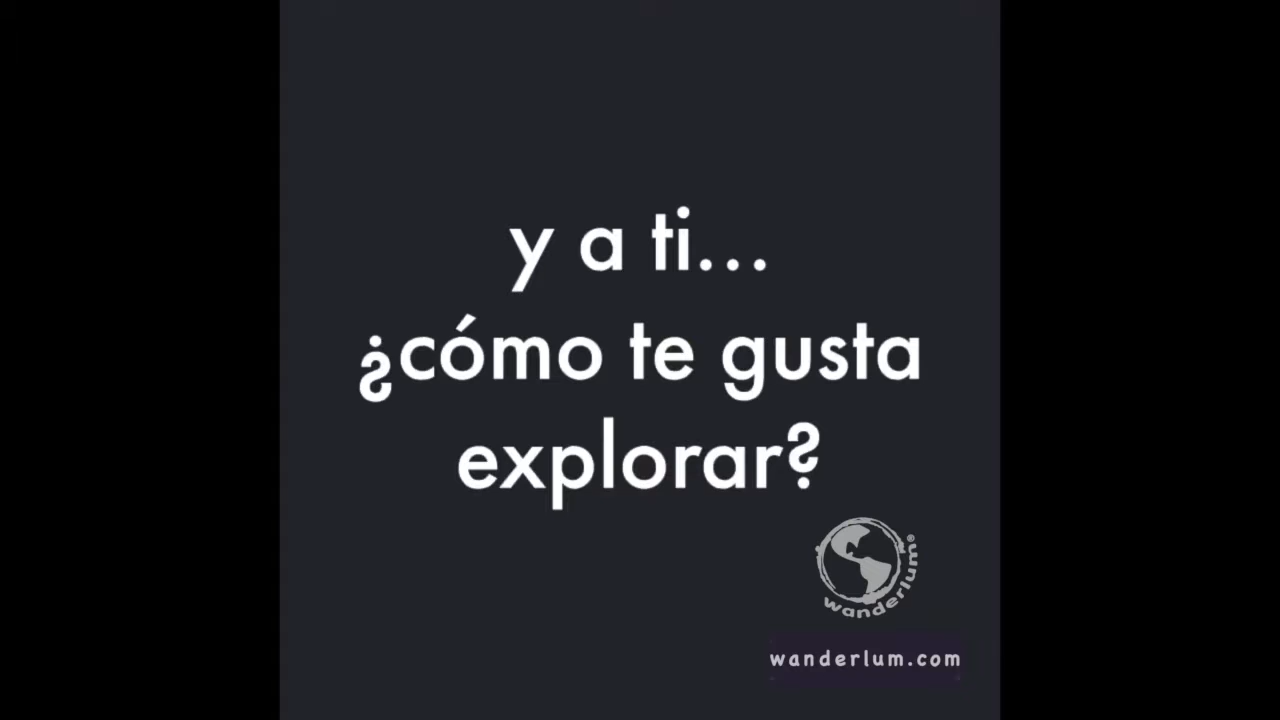 y a ti...
¿cómo te gusta
explorar?
wanderlum®
wanderlum.com